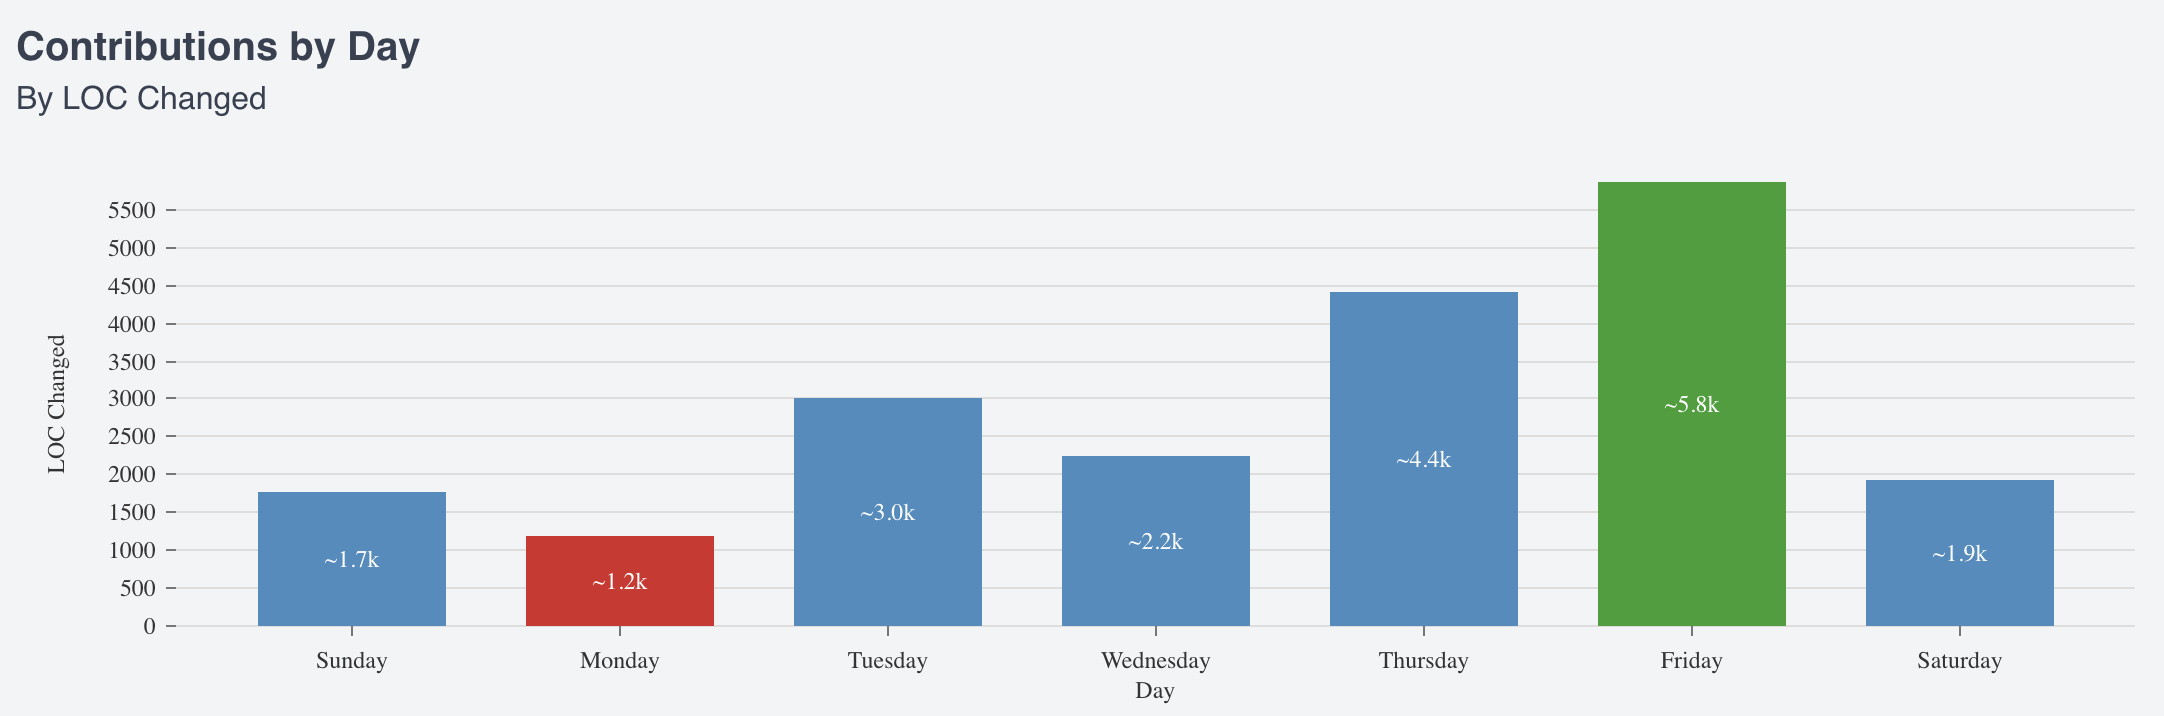 Contributions by Day
By LOC Changed
LOC Changed
5500
5000
4500
4000
3500
3000
2500
2000
1500
1000
500
0
~1.7k
~1.2k
~3.0k
~2.2k
~4.4k
~5.8k
~1.9k
Sunday Monday Tuesday Wednesday Thursday Friday Saturday
Day